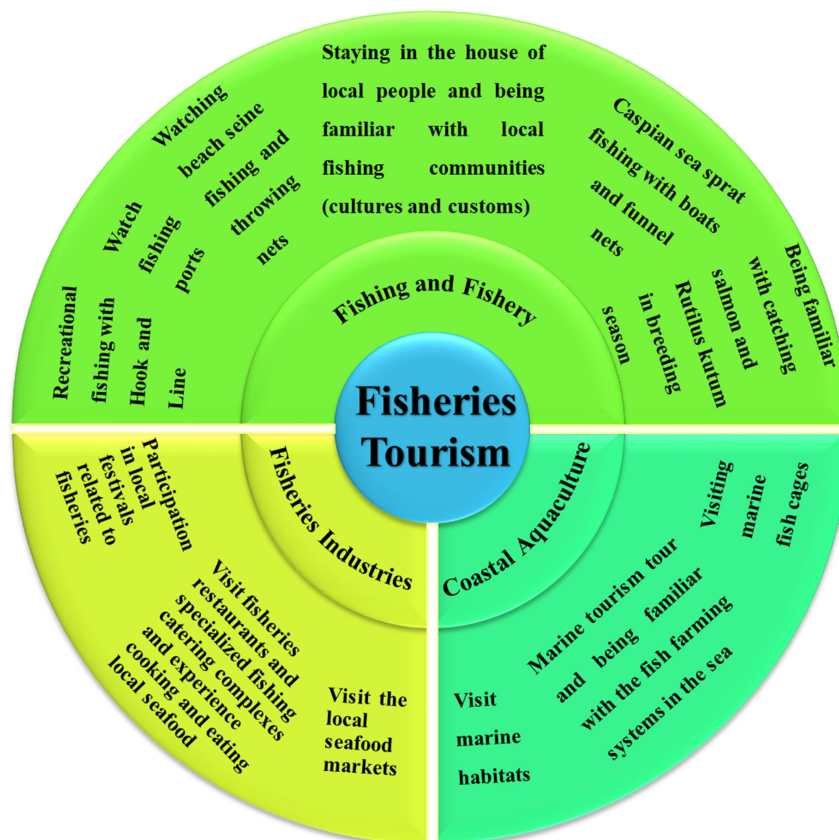 Fisheries
Tourism
Fishing and Fishery
Recreational
fishing with
Hook and
Line
Watch
fishing
ports
Watching
beach seine
fishing and
throwing
nets
Staying in the house of
local people and being
familiar with local
fishing communities
(cultures and customs)
Caspian sea sprat
fishing with boats
and funnel
nets
Being familiar
with catching
salmon and
Rutilus kutum
in breeding
season
Coastal Aquaculture
Visiting
marine
fish cages
Marine tourism tour
and being familiar
with the fish farming
systems in the sea
Visit
marine
habitats
Fisheries Industries
Visit the
local
seafood
markets
Visit fisheries
restaurants and
specialized fishing
catering complexes
and experience
cooking and eating
local seafood
Participation
in local
festivals
related to
fisheries